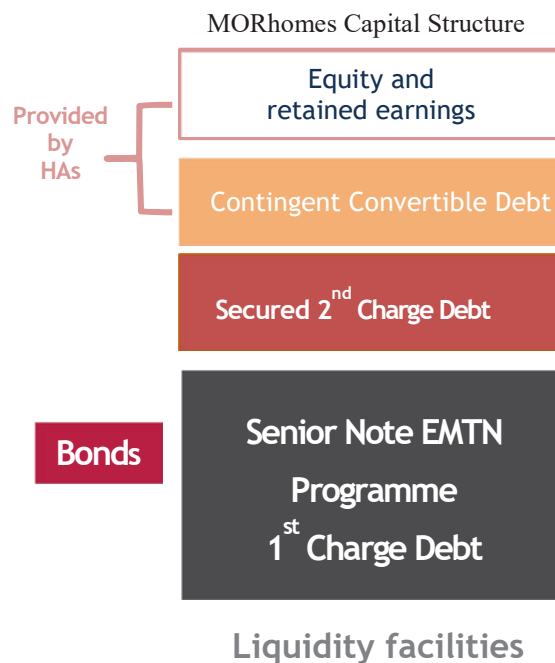 MORhomes Capital Structure
Equity and
retained earnings
Provided
by
HAs
Contingent Convertible Debt
Secured 2nd Charge Debt
Bonds
Senior Note EMTN
Programme
1st Charge Debt
Liquidity facilities